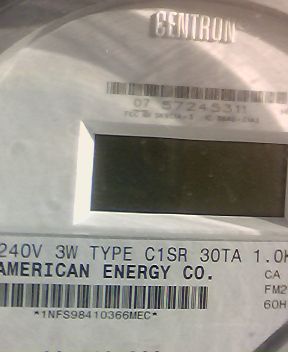 CENTRON
07 57245311
240V 3W TYPE C1SR 30TA 1.0K
AMERICAN ENERGY CO.
CA
FM2
60H
*1NFS98410366MEC*